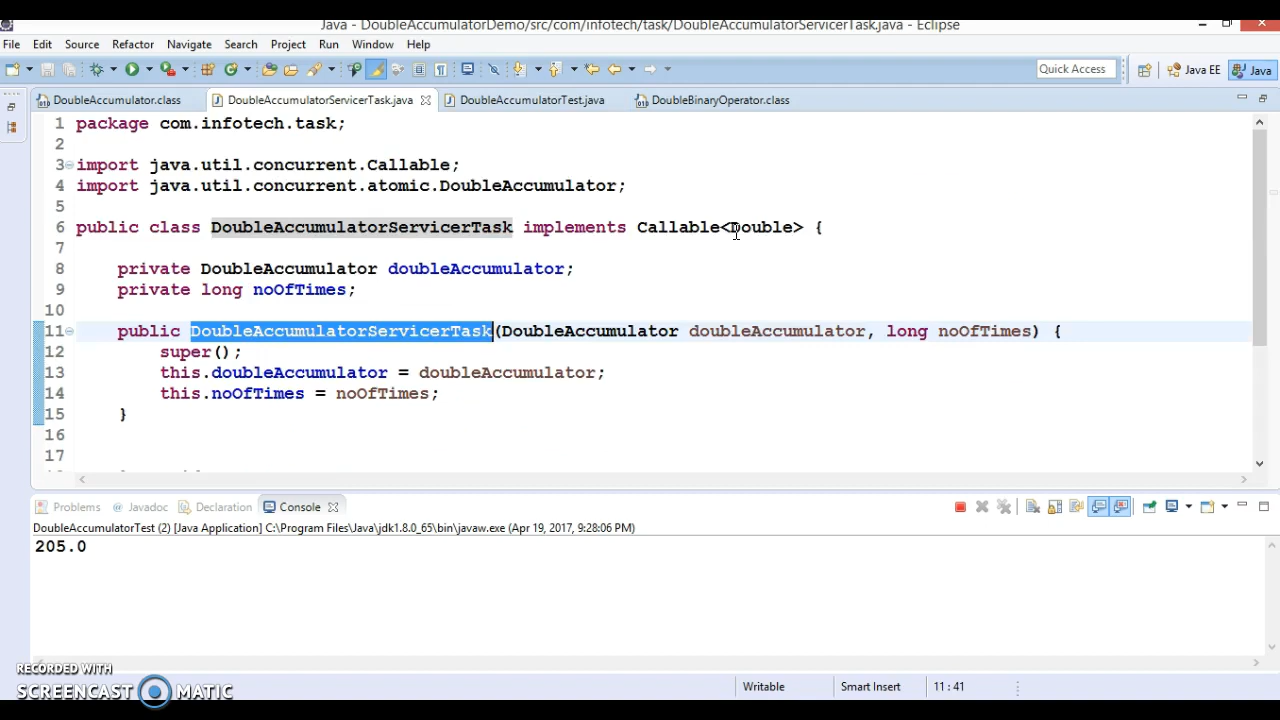 Java - DoubleAccumulatorDemo/src/com/infotech/task/DoubleAccumulatorServicerTask.java - Eclipse
File Edit Source Refactor Navigate Search Project Run Window Help
Quick Access Java EE Java
DoubleAccumulator.class DoubleAccumulatorServicerTask.java DoubleAccumulatorTest.java DoubleBinaryOperator.class
1 package com.infotech.task;
2
3 import java.util.concurrent.Callable;
4 import java.util.concurrent.atomic.DoubleAccumulator;
5
6 public class DoubleAccumulatorServicerTask implements Callable<Double> {
7
8 private DoubleAccumulator doubleAccumulator;
9 private long noOfTimes;
10
11 public DoubleAccumulatorServicerTask(DoubleAccumulator doubleAccumulator, long noOfTimes) {
12 super();
13 this.doubleAccumulator = doubleAccumulator;
14 this.noOfTimes = noOfTimes;
15 }
16
17
Problems @ Javadoc Declaration Console
DoubleAccumulatorTest (2) [Java Application] C:\Program Files\Java\jdk1.8.0_65\bin\javaw.exe (Apr 19, 2017, 9:28:06 PM)
205.0
RECORDED WITH
SCREENCAST MATIC
Writable Smart Insert 11 : 41